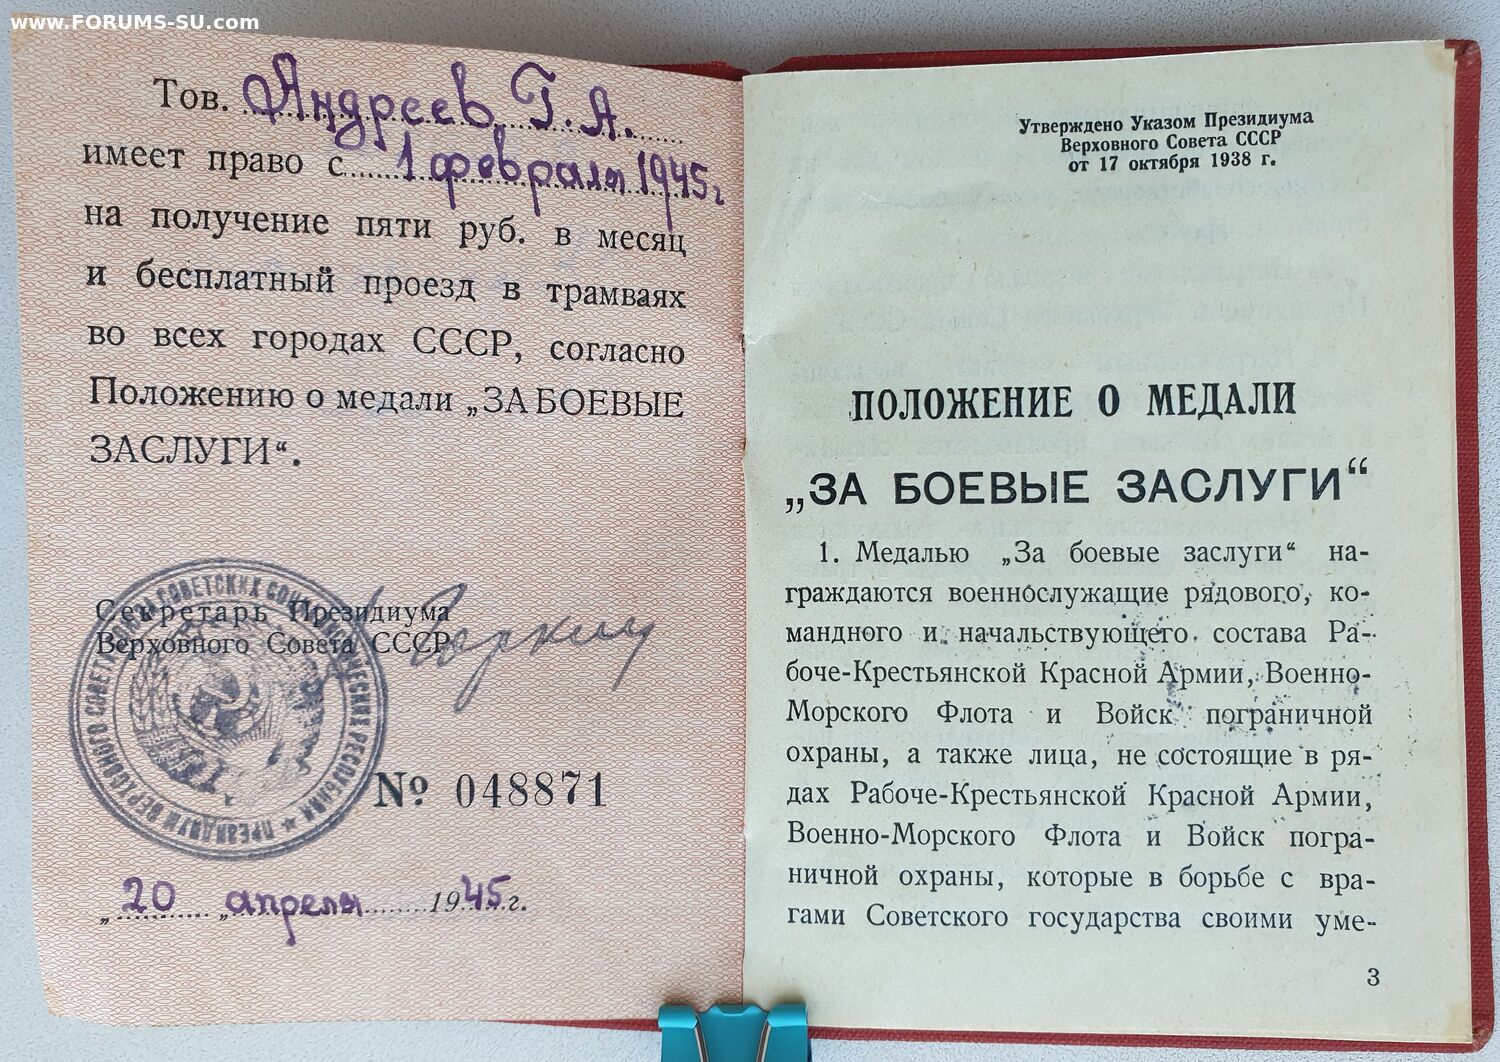 www.FORUMS-SU.com
Тов. Андреев Г. А.
имеет право с 1 февраля 1945 г.
на получение пяти руб. в месяц
и бесплатный проезд в трамваях
во всех городах СССР, согласно
Положению о медали „ЗА БОЕВЫЕ
ЗАСЛУГИ“.
Секретарь Президиума
Верховного Совета СССР
Горкин
№ 048871
„20 „апреля 1945 г.
Утверждено Указом Президиума
Верховного Совета СССР
от 17 октября 1938 г.
ПОЛОЖЕНИЕ О МЕДАЛИ
„ЗА БОЕВЫЕ ЗАСЛУГИ“
1. Медалью „За боевые заслуги“ на-
граждаются военнослужащие рядового, ко-
мандного и начальствующего состава Ра-
боче-Крестьянской Красной Армии, Военно-
Морского Флота и Войск пограничной
охраны, а также лица, не состоящие в ря-
дах Рабоче-Крестьянской Красной Армии,
Военно-Морского Флота и Войск погра-
ничной охраны, которые в борьбе с вра-
гами Советского государства своими уме-
3